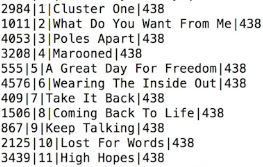 2984|1|Cluster One|438
1011|2|What Do You Want From Me|438
4053|3|Poles Apart|438
3208|4|Marooned|438
555|5|A Great Day For Freedom|438
4576|6|Wearing The Inside Out|438
409|7|Take It Back|438
1506|8|Coming Back To Life|438
867|9|Keep Talking|438
2125|10|Lost For Words|438
3439|11|High Hopes|438